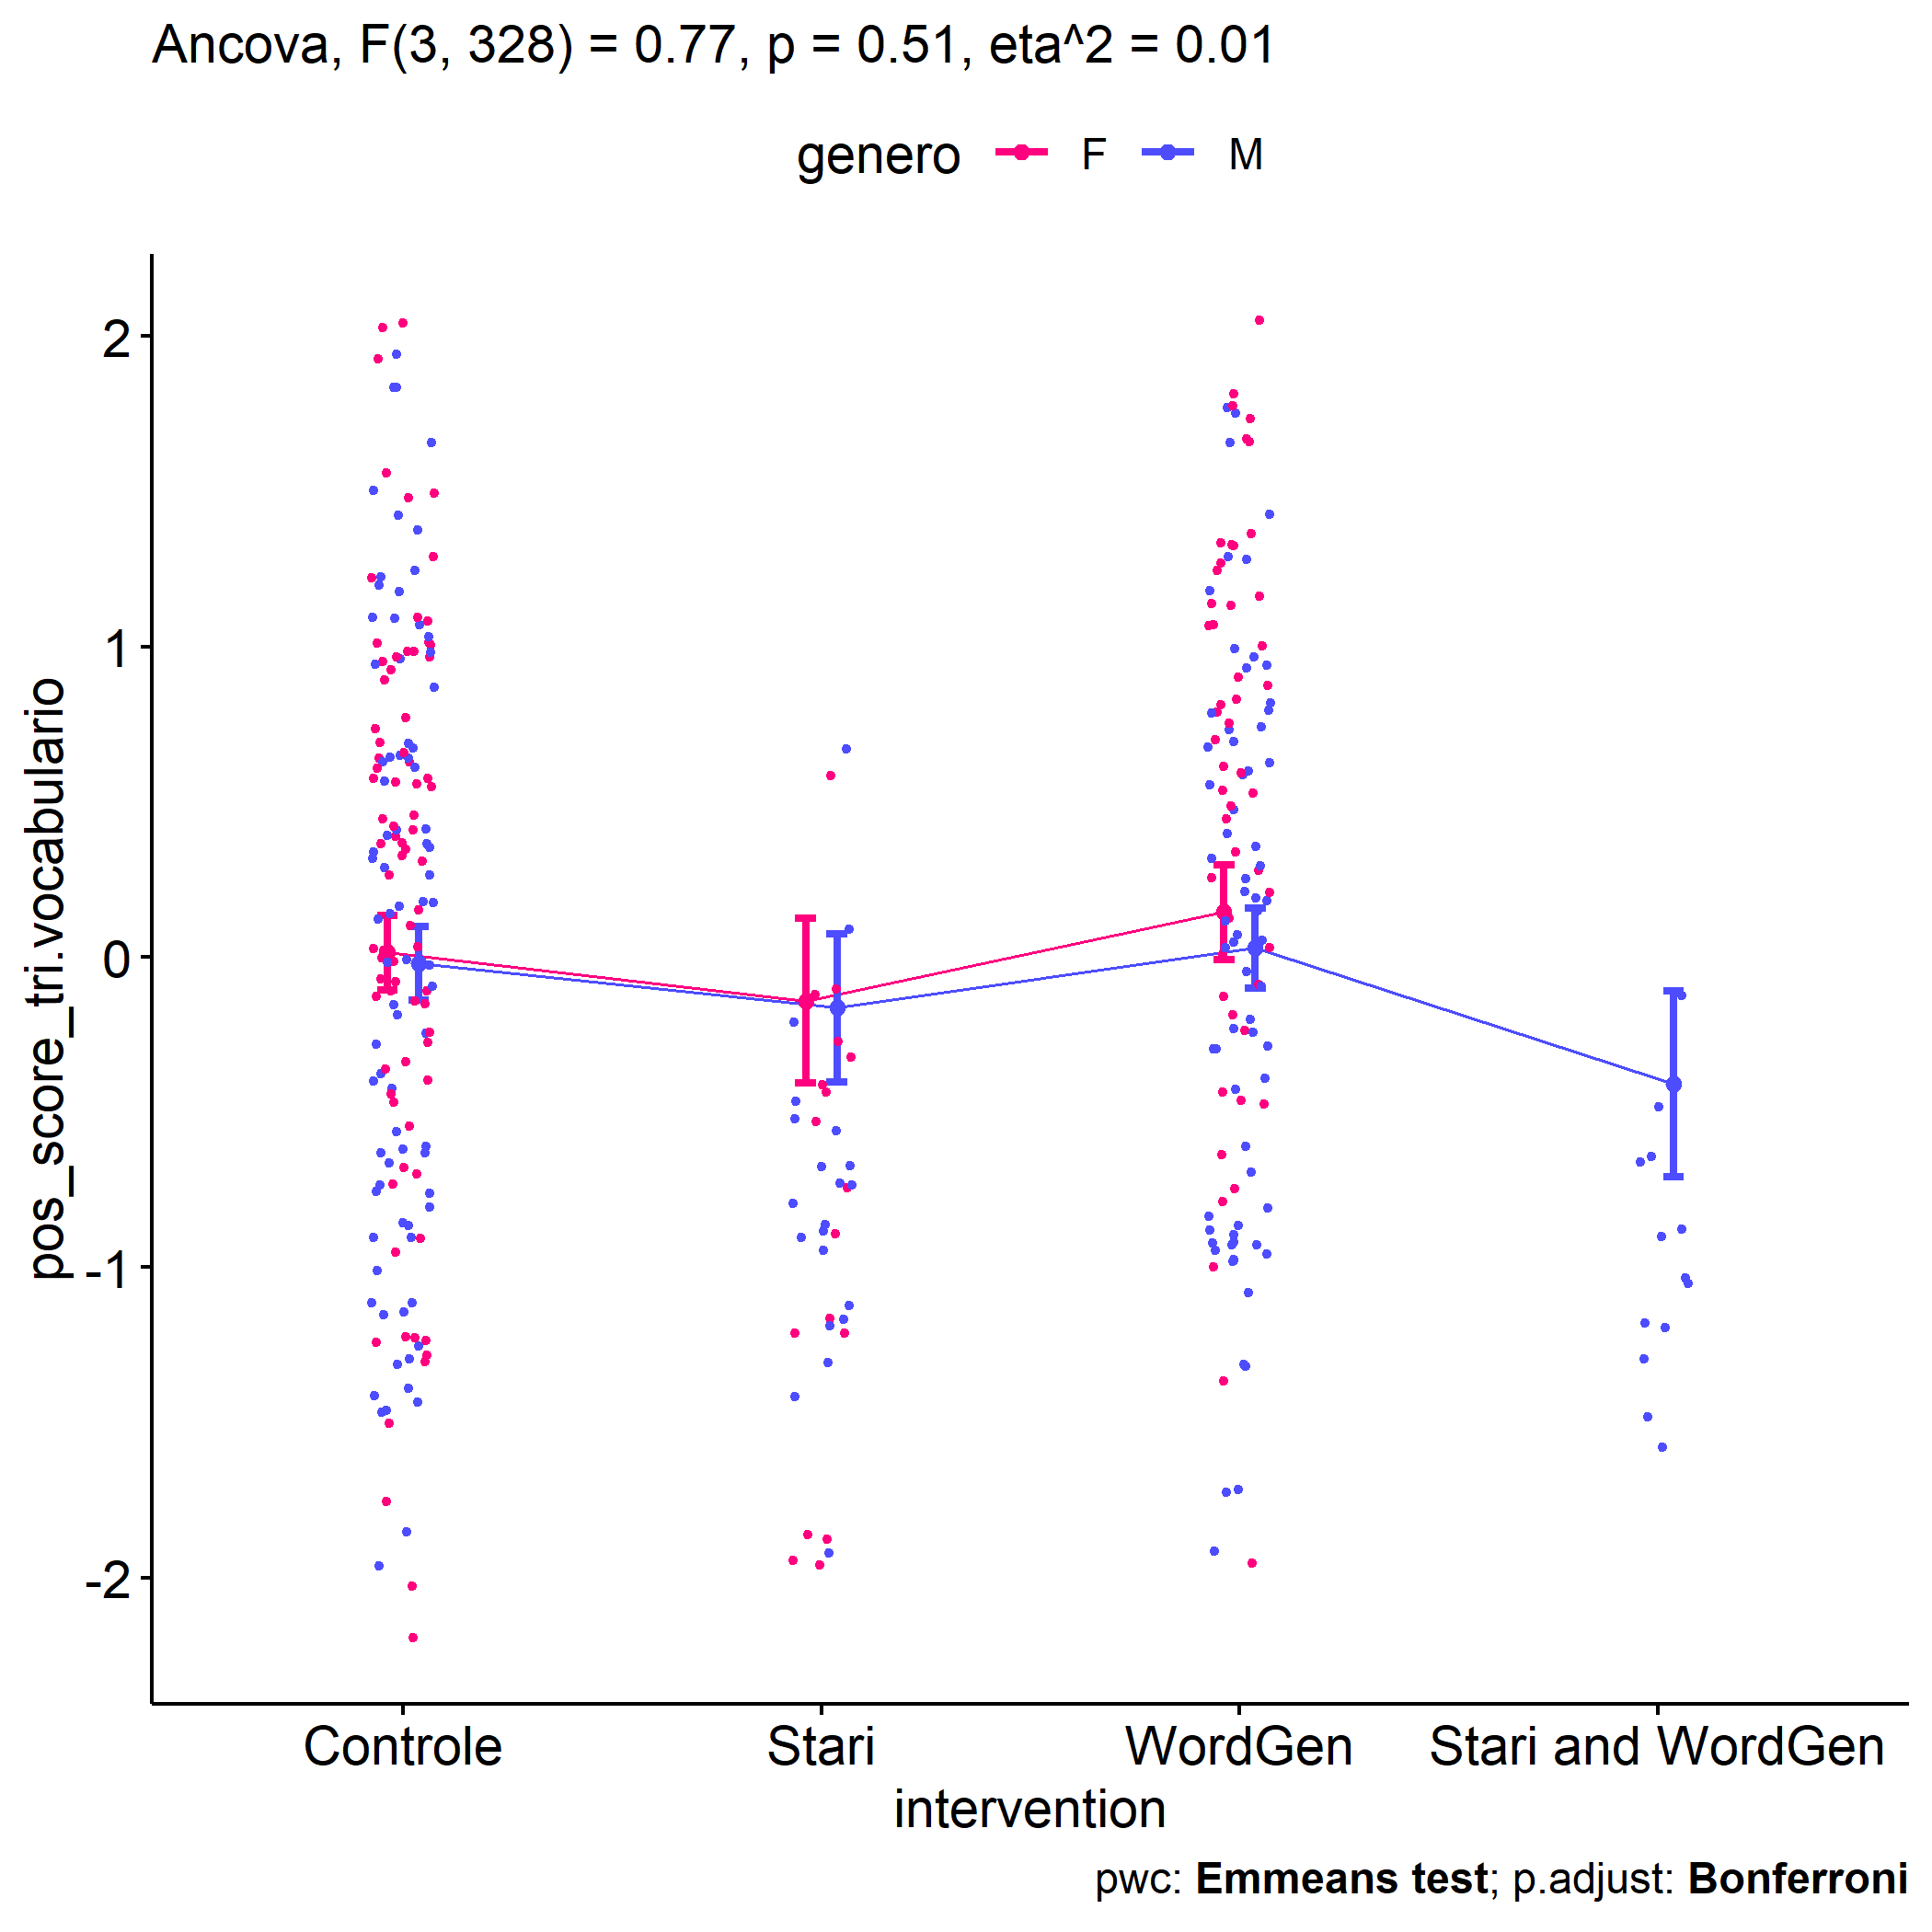 Ancova, F(3, 328) = 0.77, p = 0.51, eta^2 = 0.01
genero F M
pos_score_tri.vocabulario
2
1
0
-1
-2
Controle Stari WordGen Stari and WordGen
intervention
pwc: Emmeans test; p.adjust: Bonferroni